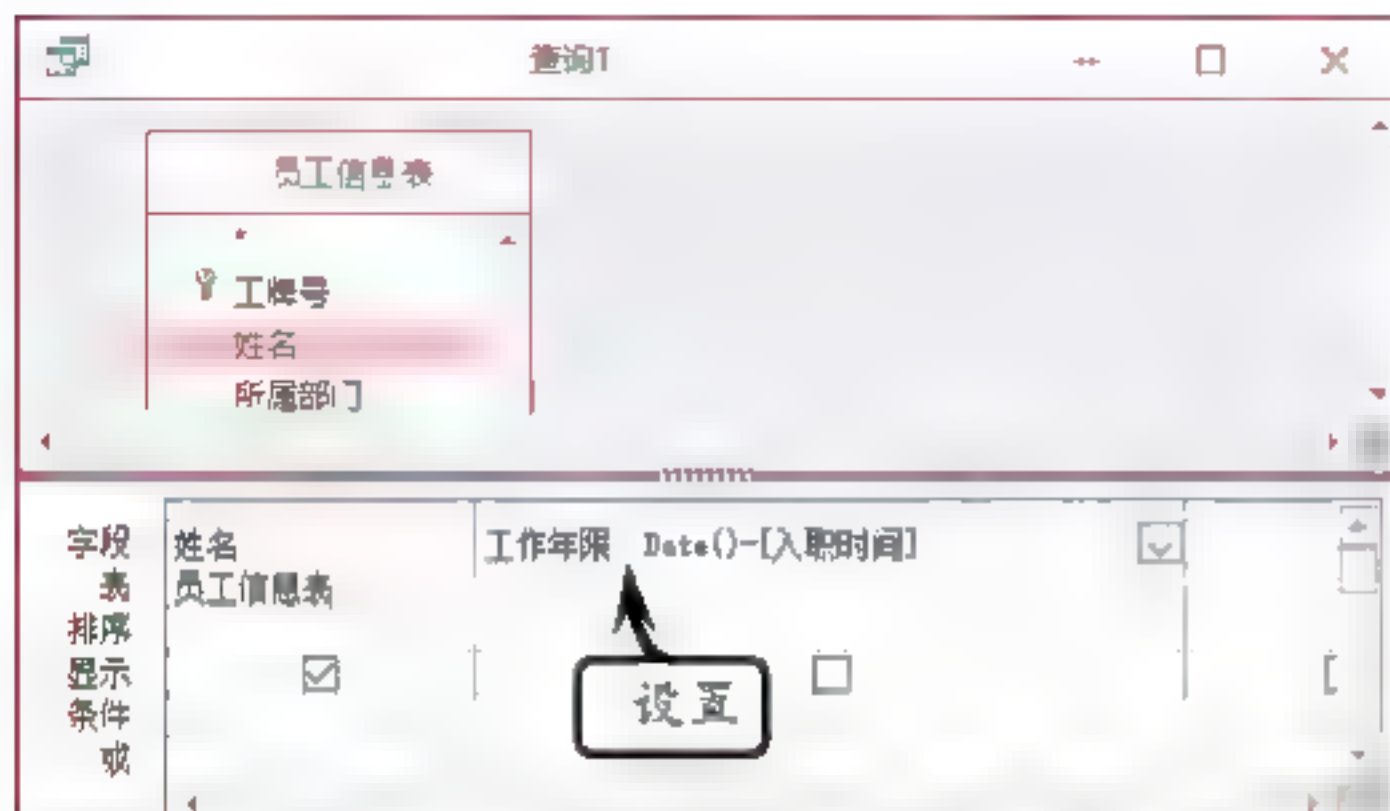 查询1
员工信息表
*
工牌号
姓名
所属部门
字段 姓名 工作年限 Date()-[入职时间]
表 员工信息表
排序
显示
条件
或
设置